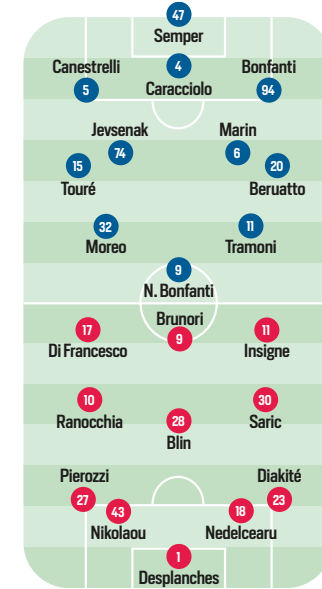 47
Semper
Canestrelli 4 Bonfanti
5 Caracciolo 94
Jevsenak Marin
15 74 6 20
Touré Beruatto
32 11
Moreo Tramoni
9
N. Bonfanti
Brunori
17 9 11
Di Francesco Insigne
10 30
Ranocchia 28 Saric
Blin
Pierozzi Diakité
27 43 18 23
Nikolaou Nedelcearu
1
Desplanches